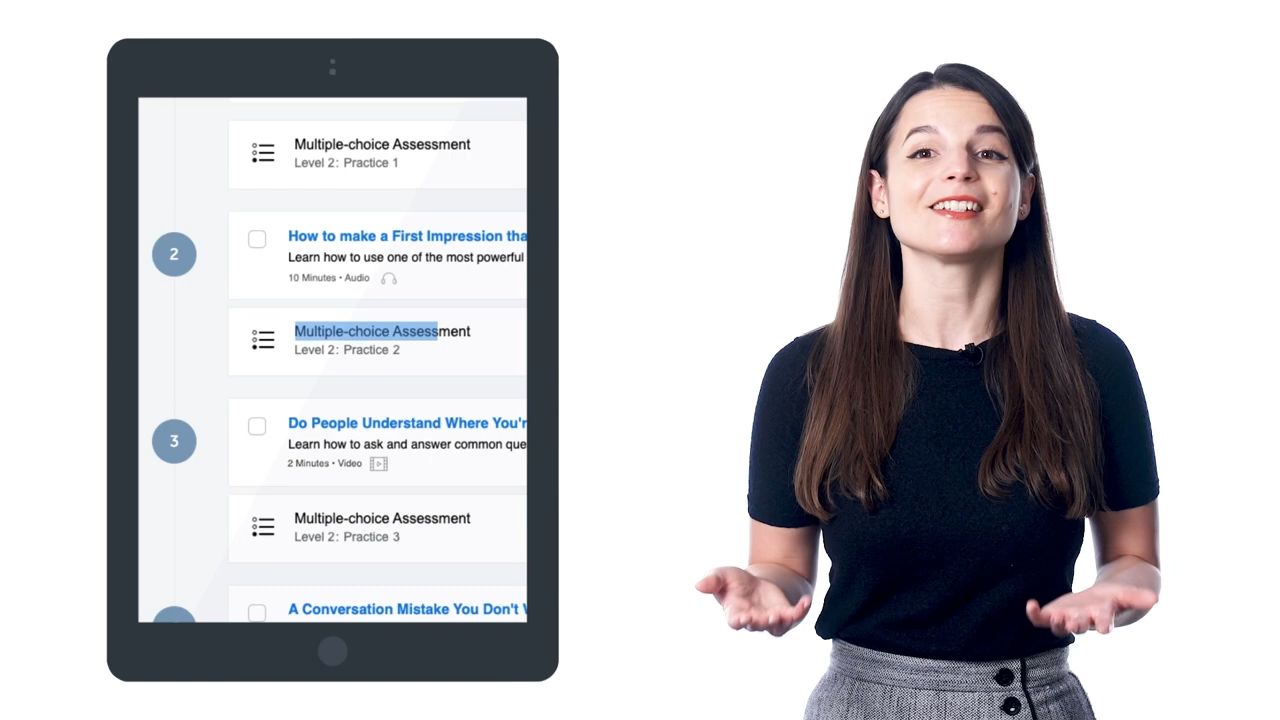 Multiple-choice Assessment
Level 2: Practice 1
2
How to make a First Impression tha
Learn how to use one of the most powerful
10 Minutes • Audio
Multiple-choice Assessment
Level 2: Practice 2
3
Do People Understand Where You'r
Learn how to ask and answer common que
2 Minutes • Video
Multiple-choice Assessment
Level 2: Practice 3
A Conversation Mistake You Don't